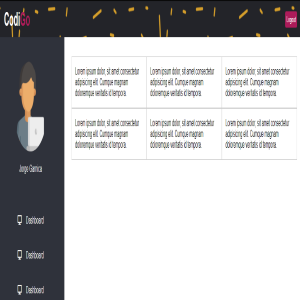 CodiGo
Logout
Lorem ipsum dolor, sit amet consectetur
adipisicing elit. Cumque magnam
doloremque veritatis id tempora.
Lorem ipsum dolor, sit amet consectetur
adipisicing elit. Cumque magnam
doloremque veritatis id tempora.
Lorem ipsum dolor, sit amet consectetur
adipisicing elit. Cumque magnam
doloremque veritatis id tempora.
Jorge Garnica
Lorem ipsum dolor, sit amet consectetur
adipisicing elit. Cumque magnam
doloremque veritatis id tempora.
Lorem ipsum dolor, sit amet consectetur
adipisicing elit. Cumque magnam
doloremque veritatis id tempora.
Lorem ipsum dolor, sit amet consectetur
adipisicing elit. Cumque magnam
doloremque veritatis id tempora.
Dashboard
Dashboard
Dashboard